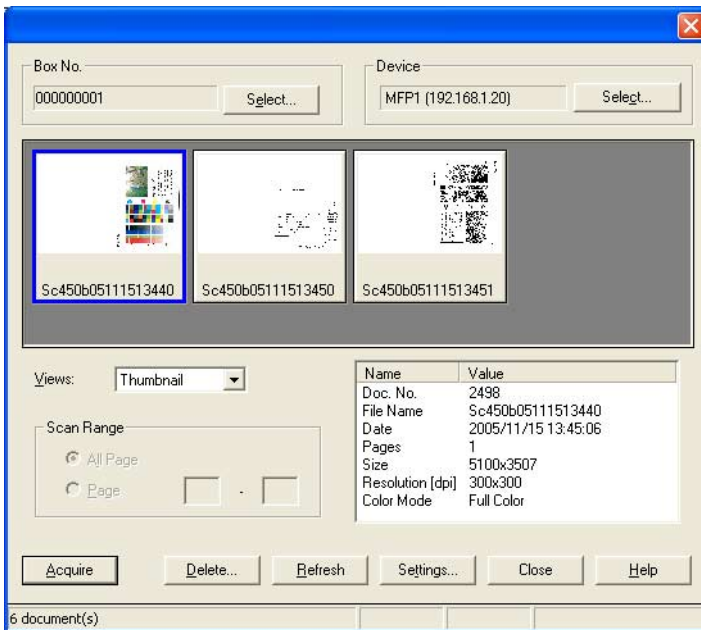 Box No.
Device
000000001
Select...
MFP1 (192.168.1.20)
Select...
Sc450b05111513440
Sc450b05111513450
Sc450b05111513451
Views:
Thumbnail
Scan Range
All Page
Page
-
Name Value
Doc. No. 2498
File Name Sc450b05111513440
Date 2005/11/15 13:45:06
Pages 1
Size 5100x3507
Resolution [dpi] 300x300
Color Mode Full Color
Acquire
Delete...
Refresh
Settings...
Close
Help
6 document(s)